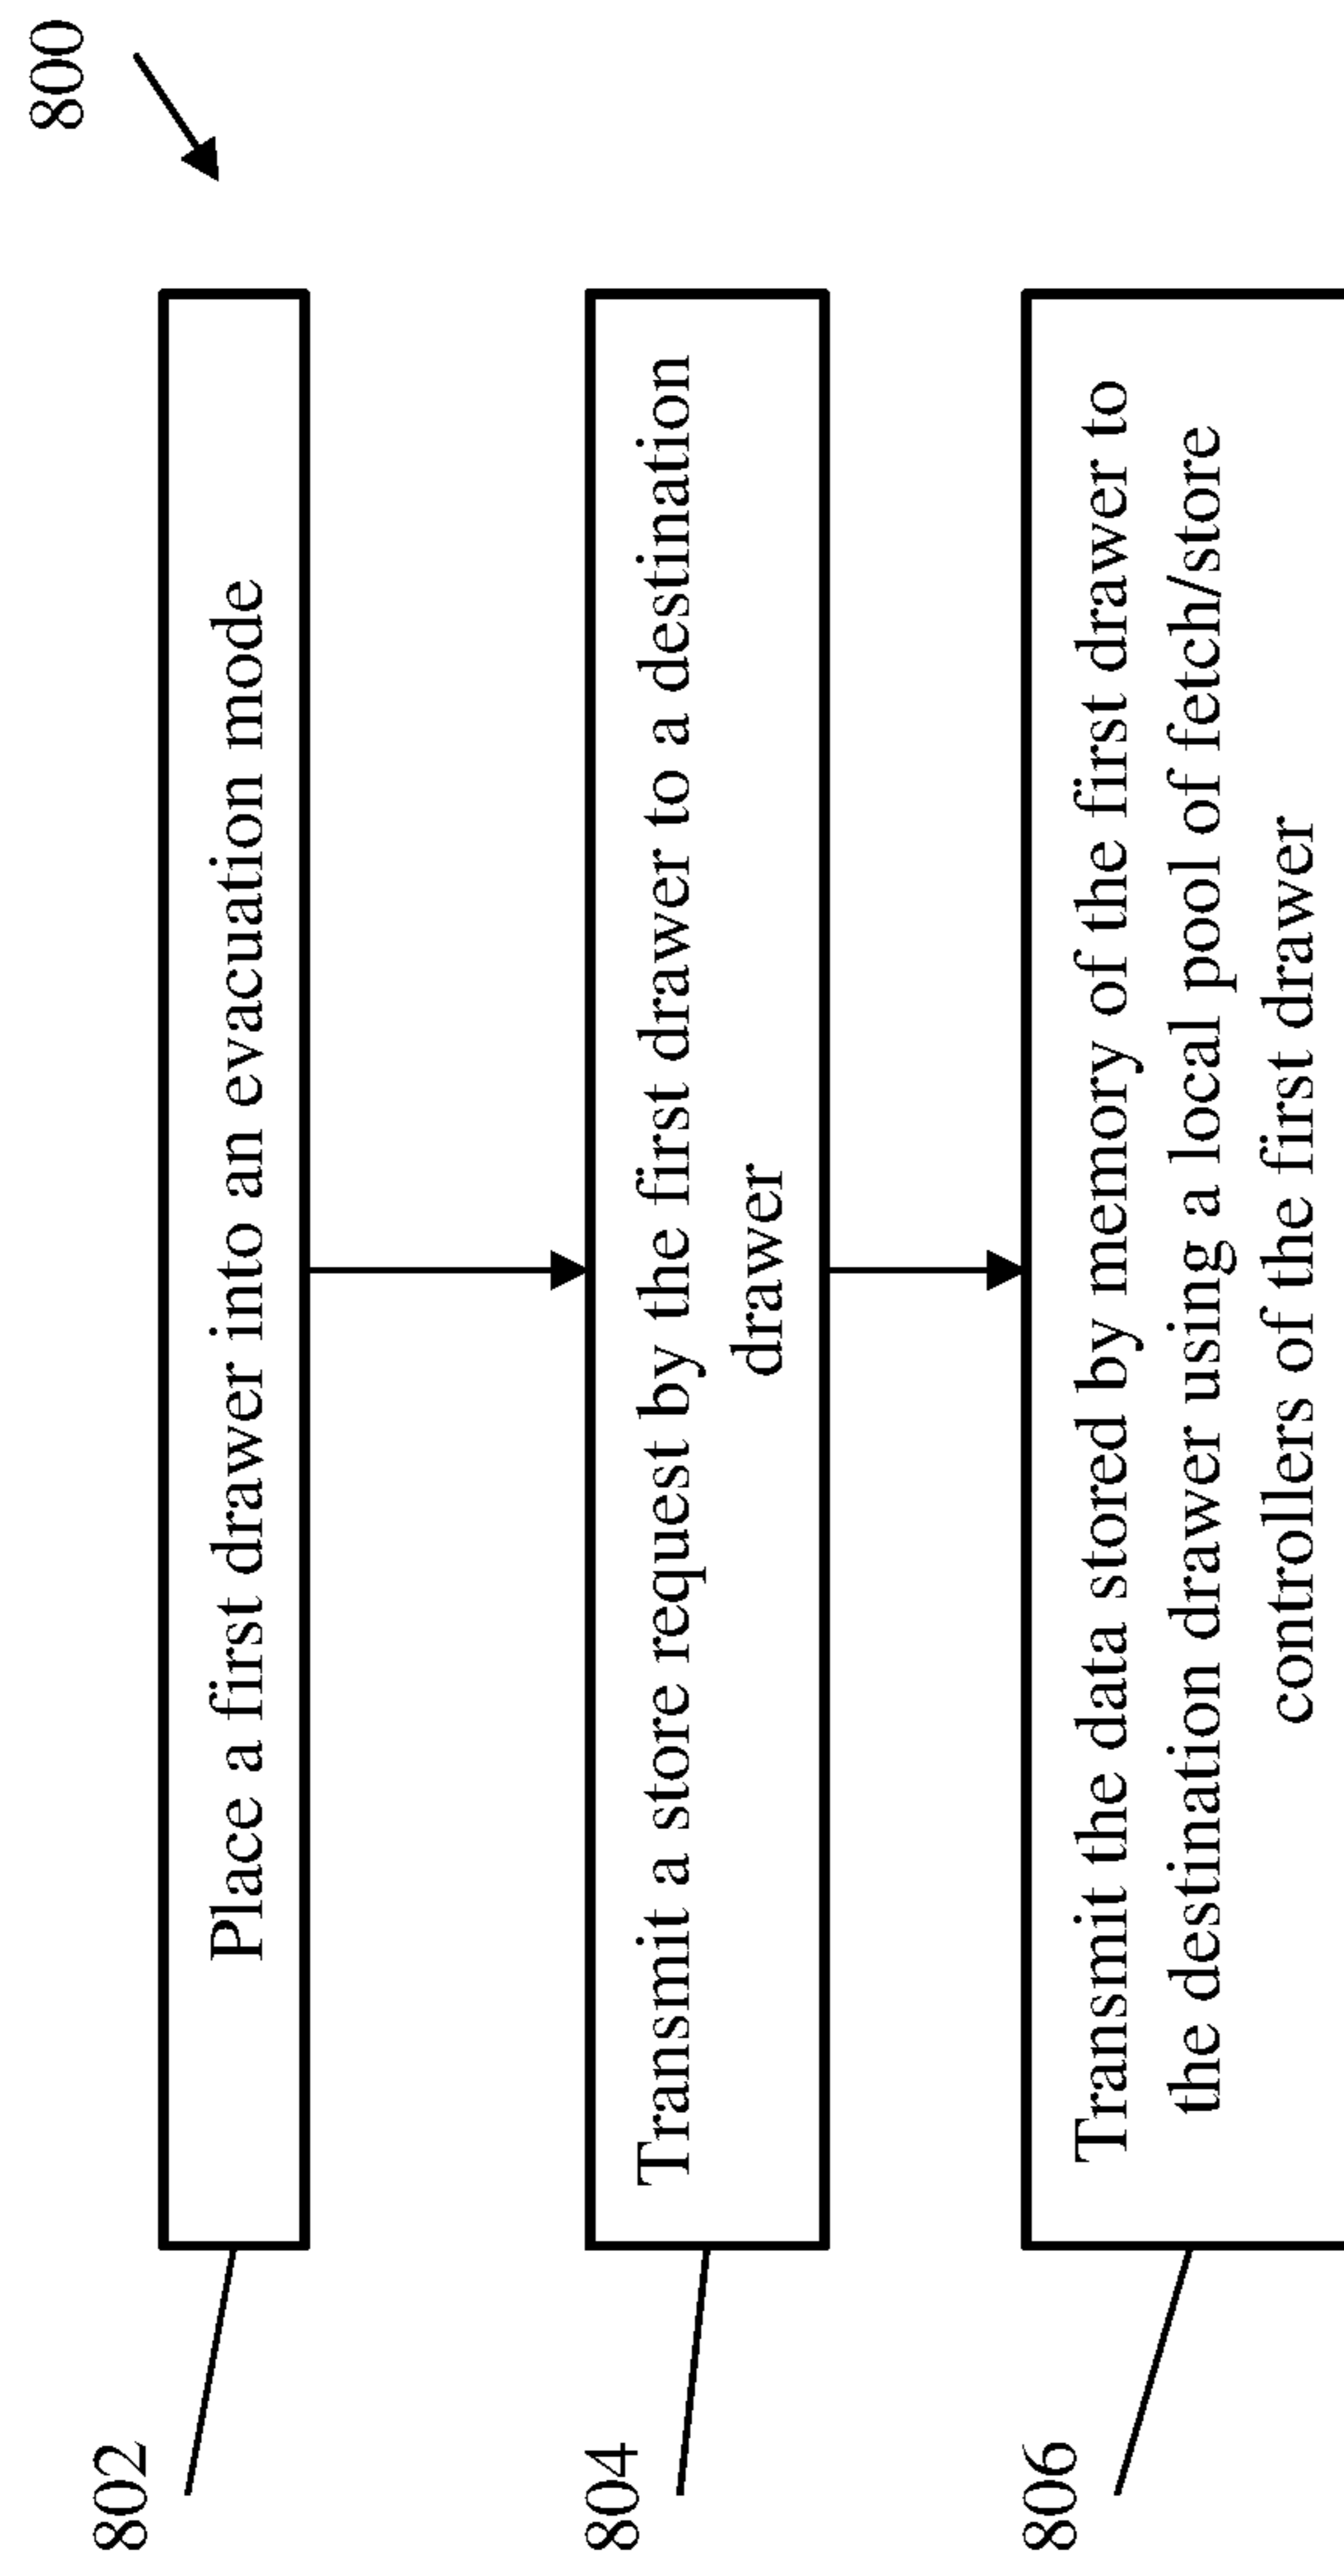 800
802
Place a first drawer into an evacuation mode
804
Transmit a store request by the first drawer to a destination
drawer
806
Transmit the data stored by memory of the first drawer to
the destination drawer using a local pool of fetch/store
controllers of the first drawer